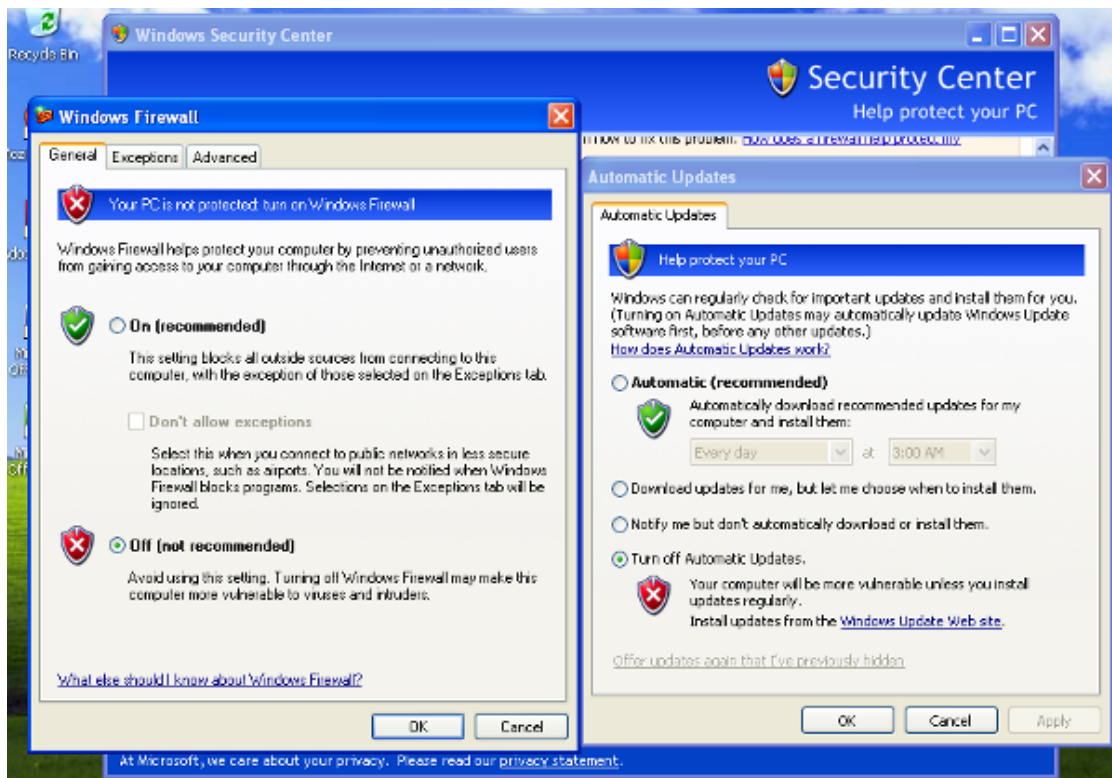 Recycle Bin
Windows Security Center
Security Center
Help protect your PC
how to fix this problem. How does a firewall help protect my
Windows Firewall
General
Exceptions
Advanced
Your PC is not protected: turn on Windows Firewall
Windows Firewall helps protect your computer by preventing unauthorized users
from gaining access to your computer through the Internet or a network.
On (recommended)
This setting blocks all outside sources from connecting to this
computer, with the exception of those selected on the Exceptions tab.
Don't allow exceptions
Select this when you connect to public networks in less secure
locations, such as airports. You will not be notified when Windows
Firewall blocks programs. Selections on the Exceptions tab will be
ignored.
Off (not recommended)
Avoid using this setting. Turning off Windows Firewall may make this
computer more vulnerable to viruses and intruders.
What else should I know about Windows Firewall?
OK
Cancel
Automatic Updates
Automatic Updates
Help protect your PC
Windows can regularly check for important updates and install them for you.
(Turning on Automatic Updates may automatically update Windows Update
software first, before any other updates.)
How does Automatic Updates work?
Automatic (recommended)
Automatically download recommended updates for my
computer and install them:
Every day at 3:00 AM
Download updates for me, but let me choose when to install them.
Notify me but don't automatically download or install them.
Turn off Automatic Updates.
Your computer will be more vulnerable unless you install
updates regularly.
Install updates from the Windows Update Web site.
Offer updates again that I've previously hidden
OK
Cancel
Apply
At Microsoft, we care about your privacy. Please read our privacy statement.